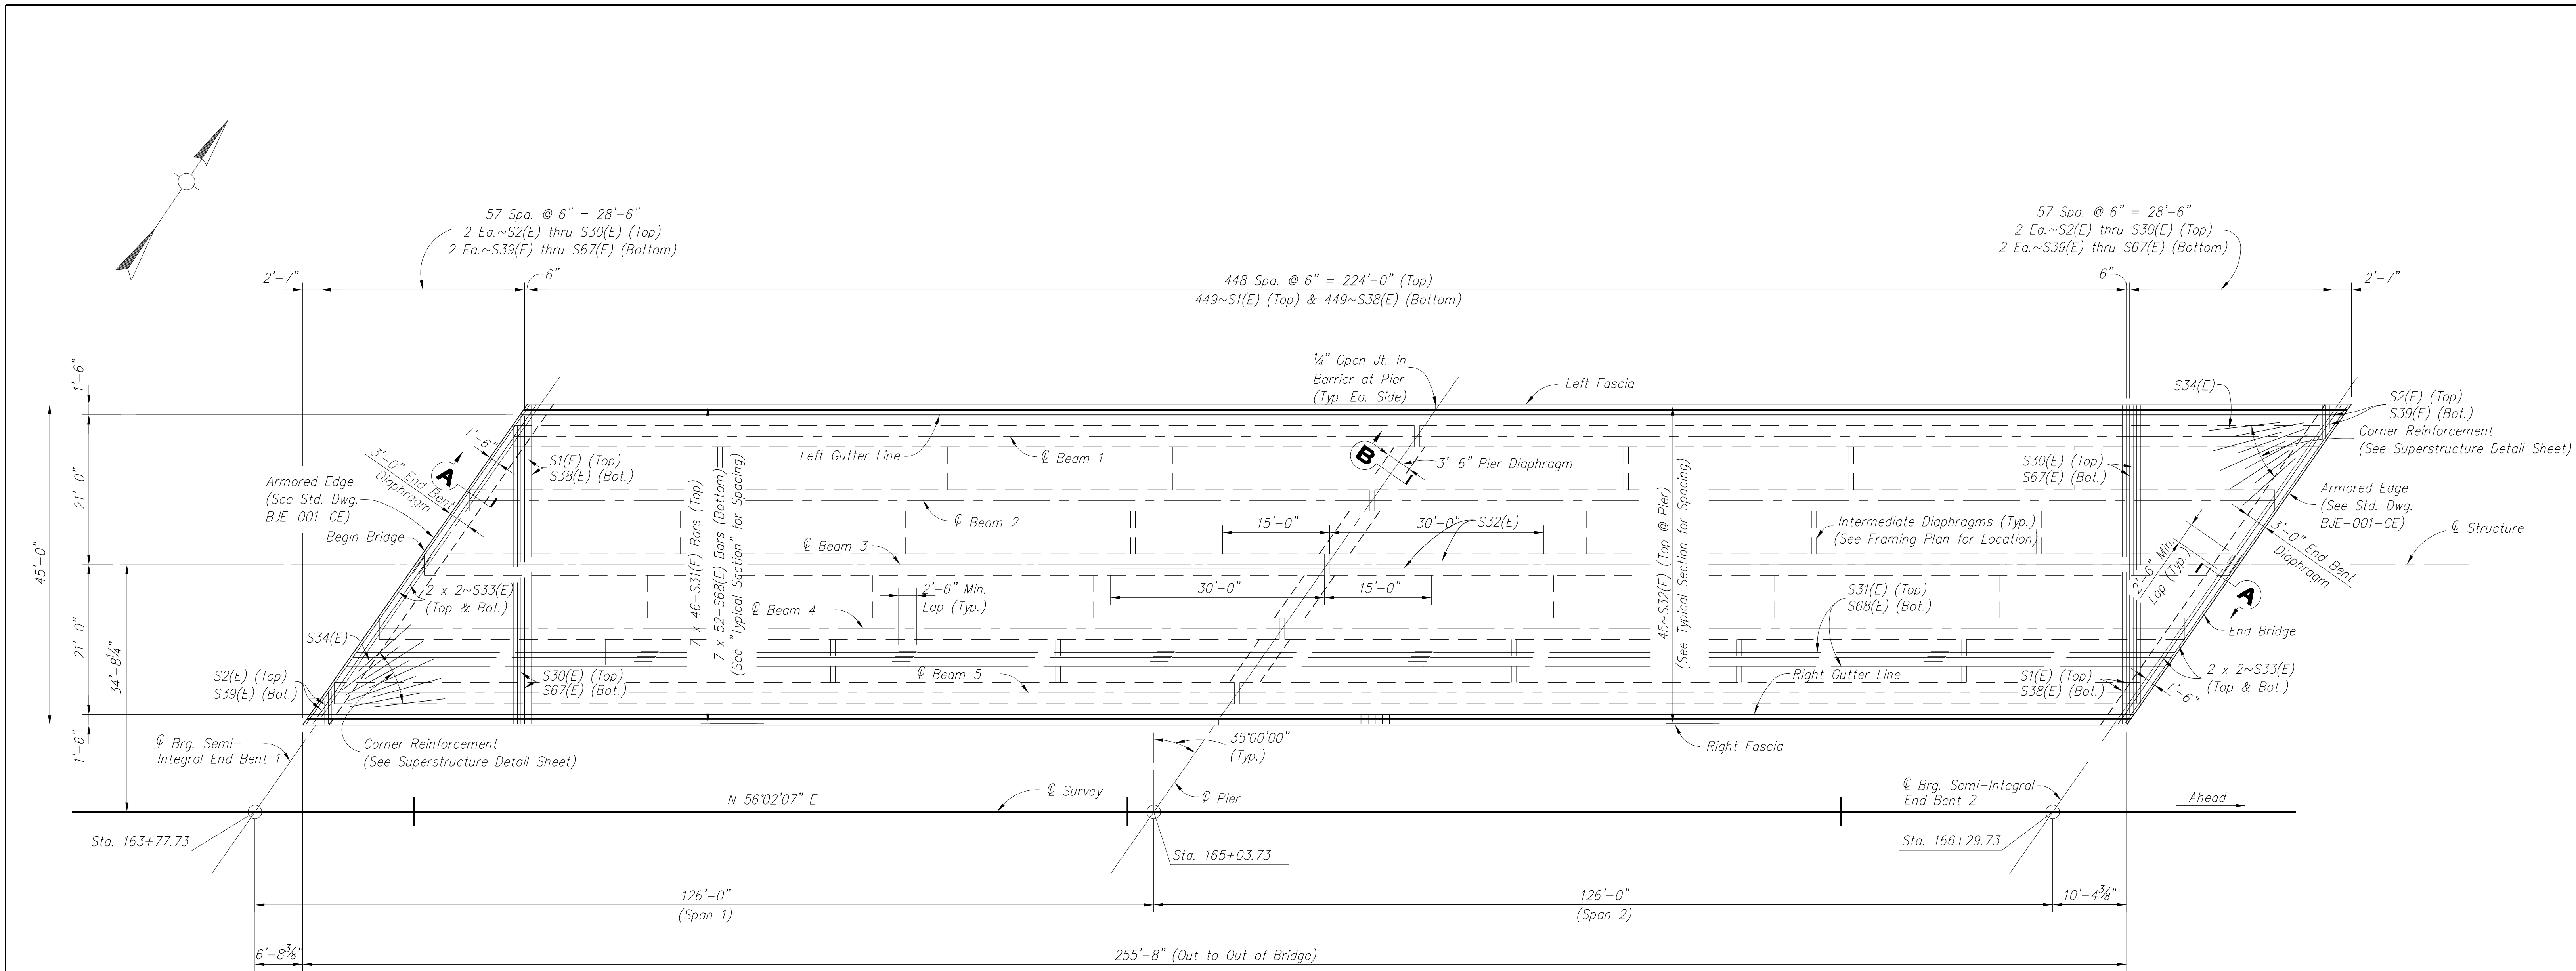 57 Spa. @ 6" = 28'-6"
2 Ea.~S2(E) thru S30(E) (Top)
2 Ea.~S39(E) thru S67(E) (Bottom)
2'-7"
6"
448 Spa. @ 6" = 224'-0" (Top)
449~S1(E) (Top) & 449~S38(E) (Bottom)
57 Spa. @ 6" = 28'-6"
2 Ea.~S2(E) thru S30(E) (Top)
2 Ea.~S39(E) thru S67(E) (Bottom)
6"
2'-7"
1'-6"
21'-0"
45'-0"
21'-0"
34'-8¼"
1'-6"
¼" Open Jt. in
Barrier at Pier
(Typ. Ea. Side)
Left Fascia
S34(E)
S2(E) (Top)
S39(E) (Bot.)
Corner Reinforcement
(See Superstructure Detail Sheet)
1'-6"
3'-0" End Bent
Diaphragm
A
Armored Edge
(See Std. Dwg.
BJE-001-CE)
Begin Bridge
S1(E) (Top)
S38(E) (Bot.)
7 x 46-S31(E) Bars (Top)
7 x 52-S68(E) Bars (Bottom)
(See "Typical Section" for Spacing)
Left Gutter Line
℄ Beam 1
B
3'-6" Pier Diaphragm
S30(E) (Top)
S67(E) (Bot.)
℄ Beam 2
15'-0"
30'-0"
S32(E)
45~S32(E) (Top @ Pier)
(See Typical Section for Spacing)
Intermediate Diaphragms (Typ.)
(See Framing Plan for Location)
Armored Edge
(See Std. Dwg.
BJE-001-CE)
3'-0" End Bent
Diaphragm
℄ Structure
2'-6" Min.
Lap (Typ.)
℄ Beam 3
2'-6" Min.
Lap (Typ.)
30'-0"
15'-0"
2 x 2~S33(E)
(Top & Bot.)
℄ Beam 4
S31(E) (Top)
S68(E) (Bot.)
A
End Bridge
S34(E)
S2(E) (Top)
S39(E) (Bot.)
S30(E) (Top)
S67(E) (Bot.)
℄ Beam 5
Right Gutter Line
S1(E) (Top)
S38(E) (Bot.)
2 x 2~S33(E)
(Top & Bot.)
1'-6"
℄ Brg. Semi-
Integral End Bent 1
Corner Reinforcement
(See Superstructure Detail Sheet)
35°00'00"
(Typ.)
Right Fascia
N 56°02'07" E
℄ Survey
℄ Pier
℄ Brg. Semi-Integral
End Bent 2
Ahead
Sta. 163+77.73
Sta. 165+03.73
Sta. 166+29.73
126'-0"
(Span 1)
126'-0"
(Span 2)
10'-4⅜"
6'-8⅜"
255'-8" (Out to Out of Bridge)